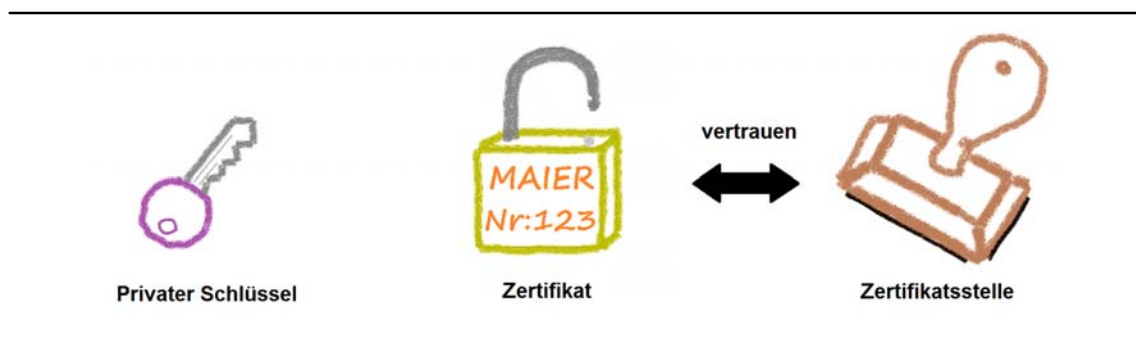 vertrauen
MAIER
Nr:123
Privater Schlüssel
Zertifikat
Zertifikatsstelle